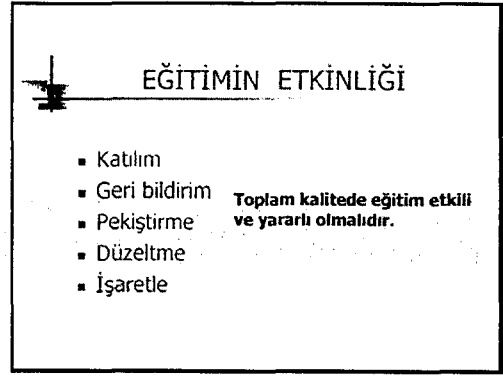 EĞİTİMİN ETKİNLİĞİ
Katılım
Geri bildirim
Pekiştirme
Düzeltme
İşaretle
Toplam kalitede eğitim etkili
ve yararlı olmalıdır.